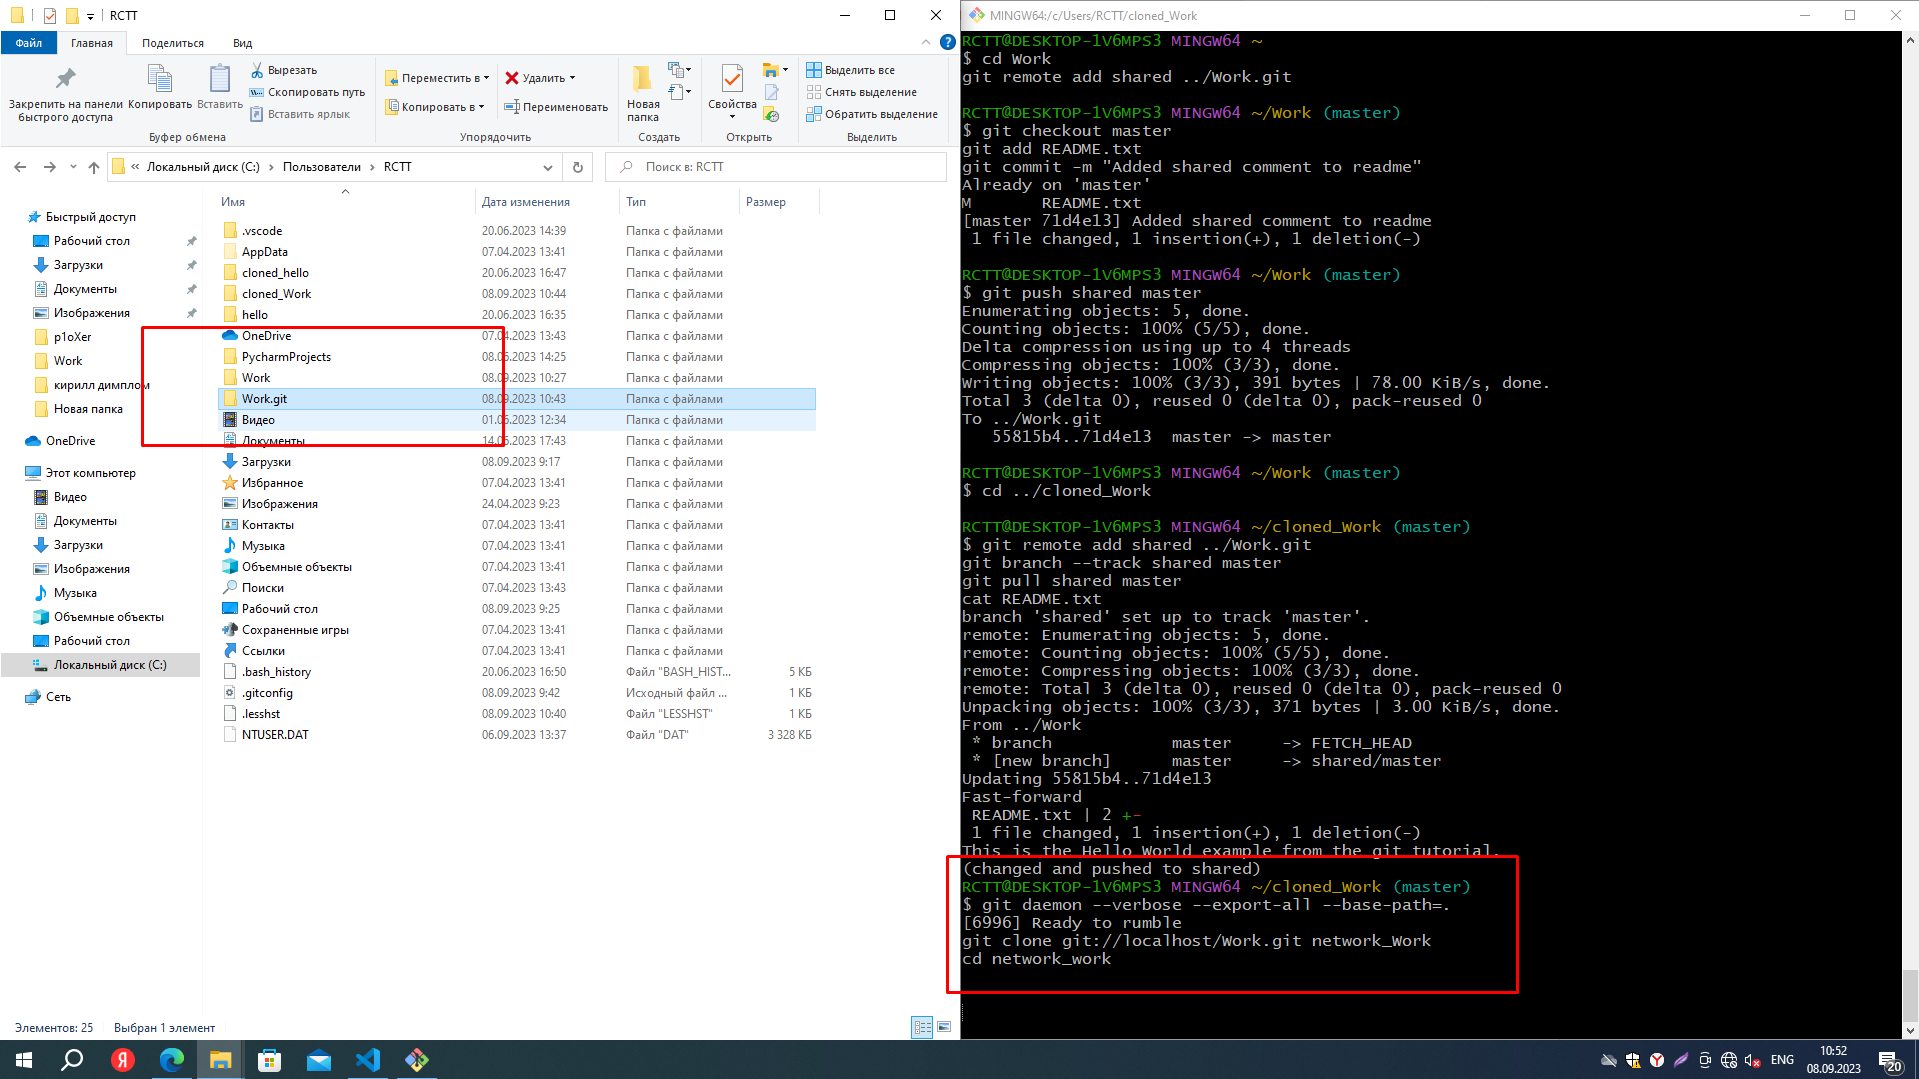 RCTT
Файл Главная Поделиться Вид
Закрепить на панели быстрого доступа
Копировать
Вставить
Вырезать
Скопировать путь
Вставить ярлык
Буфер обмена
Переместить в
Копировать в
Удалить
Переименовать
Упорядочить
Новая папка
Создать
Свойства
Открыть
Выделить все
Снять выделение
Обратить выделение
Выделить
« Локальный диск (C:) › Пользователи › RCTT
Поиск в: RCTT
Быстрый доступ
Рабочий стол
Загрузки
Документы
Изображения
p1oXer
Work
кирилл димплом
Новая папка
OneDrive
Этот компьютер
Видео
Документы
Загрузки
Изображения
Музыка
Объемные объекты
Рабочий стол
Локальный диск (C:)
Сеть
Имя Дата изменения Тип Размер
.vscode 20.06.2023 14:39 Папка с файлами
AppData 07.04.2023 13:41 Папка с файлами
cloned_hello 20.06.2023 16:47 Папка с файлами
cloned_Work 08.09.2023 10:44 Папка с файлами
hello 20.06.2023 16:35 Папка с файлами
OneDrive 07.04.2023 13:43 Папка с файлами
PycharmProjects 08.06.2023 14:25 Папка с файлами
Work 08.09.2023 10:27 Папка с файлами
Work.git 08.09.2023 10:43 Папка с файлами
Видео 01.06.2023 12:34 Папка с файлами
Документы 14.06.2023 17:43 Папка с файлами
Загрузки 08.09.2023 9:17 Папка с файлами
Избранное 07.04.2023 13:41 Папка с файлами
Изображения 24.04.2023 9:23 Папка с файлами
Контакты 07.04.2023 13:41 Папка с файлами
Музыка 07.04.2023 13:41 Папка с файлами
Объемные объекты 07.04.2023 13:41 Папка с файлами
Поиски 07.04.2023 13:43 Папка с файлами
Рабочий стол 08.09.2023 9:25 Папка с файлами
Сохраненные игры 07.04.2023 13:41 Папка с файлами
Ссылки 07.04.2023 13:41 Папка с файлами
.bash_history 20.06.2023 16:50 Файл "BASH_HIST... 5 КБ
.gitconfig 08.09.2023 9:42 Исходный файл ... 1 КБ
.lesshst 08.09.2023 10:40 Файл "LESSHST" 1 КБ
NTUSER.DAT 06.09.2023 13:37 Файл "DAT" 3 328 КБ
Элементов: 25 Выбран 1 элемент
MINGW64:/c/Users/RCTT/cloned_Work
RCTT@DESKTOP-1V6MPS3 MINGW64 ~
$ cd Work
git remote add shared ../Work.git
RCTT@DESKTOP-1V6MPS3 MINGW64 ~/Work (master)
$ git checkout master
git add README.txt
git commit -m "Added shared comment to readme"
Already on 'master'
M README.txt
[master 71d4e13] Added shared comment to readme
1 file changed, 1 insertion(+), 1 deletion(-)
RCTT@DESKTOP-1V6MPS3 MINGW64 ~/Work (master)
$ git push shared master
Enumerating objects: 5, done.
Counting objects: 100% (5/5), done.
Delta compression using up to 4 threads
Compressing objects: 100% (3/3), done.
Writing objects: 100% (3/3), 391 bytes | 78.00 KiB/s, done.
Total 3 (delta 0), reused 0 (delta 0), pack-reused 0
To ../Work.git
55815b4..71d4e13 master -> master
RCTT@DESKTOP-1V6MPS3 MINGW64 ~/Work (master)
$ cd ../cloned_Work
RCTT@DESKTOP-1V6MPS3 MINGW64 ~/cloned_Work (master)
$ git remote add shared ../Work.git
git branch --track shared master
git pull shared master
cat README.txt
branch 'shared' set up to track 'master'.
remote: Enumerating objects: 5, done.
remote: Counting objects: 100% (5/5), done.
remote: Compressing objects: 100% (3/3), done.
remote: Total 3 (delta 0), reused 0 (delta 0), pack-reused 0
Unpacking objects: 100% (3/3), 371 bytes | 3.00 KiB/s, done.
From ../Work
* branch master -> FETCH_HEAD
* [new branch] master -> shared/master
Updating 55815b4..71d4e13
Fast-forward
README.txt | 2 +-
1 file changed, 1 insertion(+), 1 deletion(-)
This is the Hello World example from the git tutorial.
(changed and pushed to shared)
RCTT@DESKTOP-1V6MPS3 MINGW64 ~/cloned_Work (master)
$ git daemon --verbose --export-all --base-path=.
[6996] Ready to rumble
git clone git://localhost/Work.git network_Work
cd network_work
ENG
10:52
08.09.2023
20